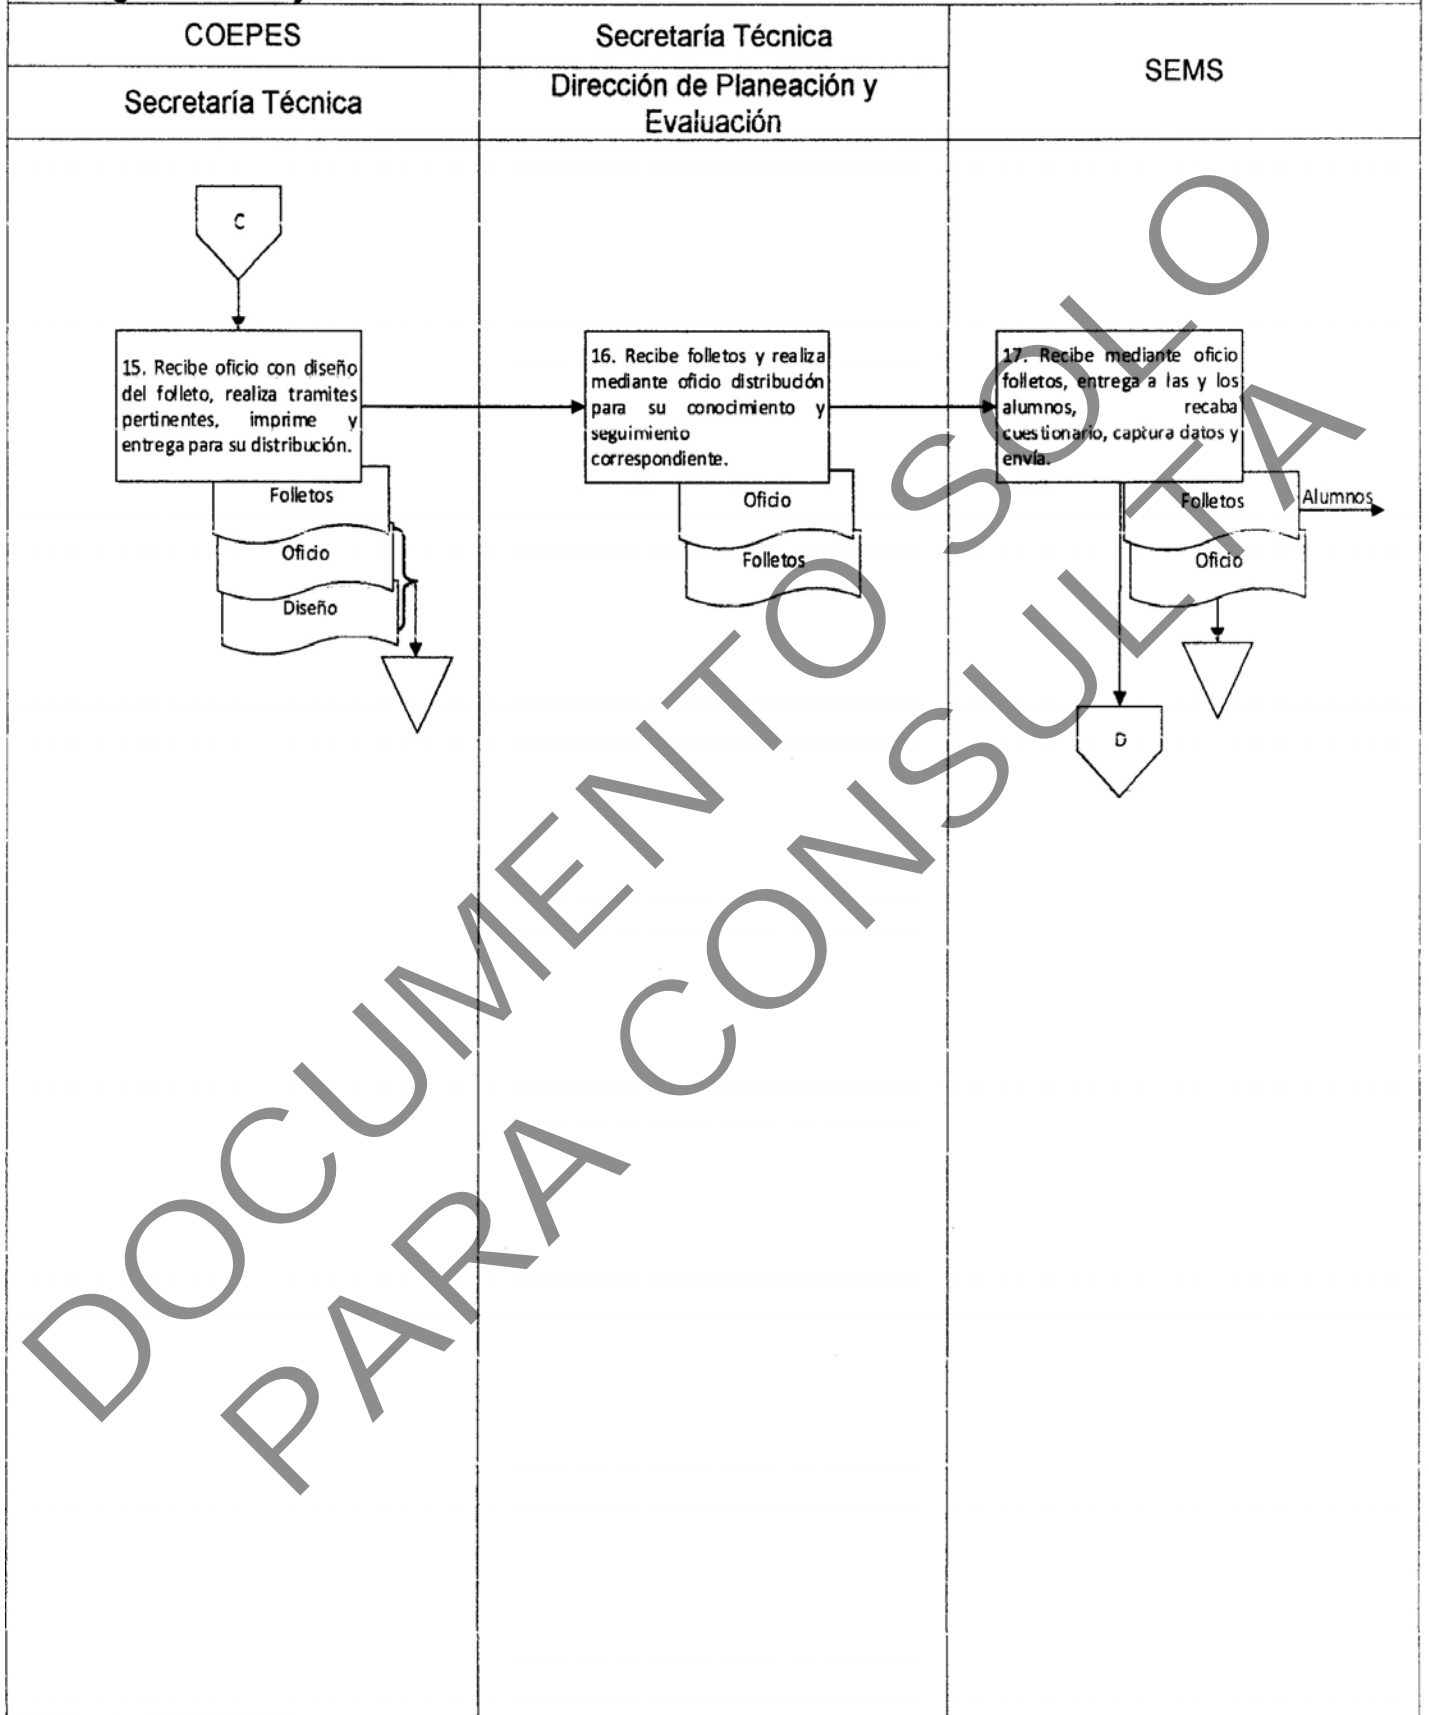 COEPES
Secretaría Técnica
Secretaría Técnica
Dirección de Planeación y
Evaluación
SEMS
C
15. Recibe oficio con diseño
del folleto, realiza tramites
pertinentes, imprime y
entrega para su distribución.
Folletos
Oficio
Diseño
16. Recibe folletos y realiza
mediante oficio distribución
para su conocimiento y
seguimiento
correspondiente.
Oficio
Folletos
17. Recibe mediante oficio
folletos, entrega a las y los
alumnos, recaba
cuestionario, captura datos y
envía.
Folletos
Alumnos
Oficio
D
DOCUMENTO SOLO
PARA CONSULTA